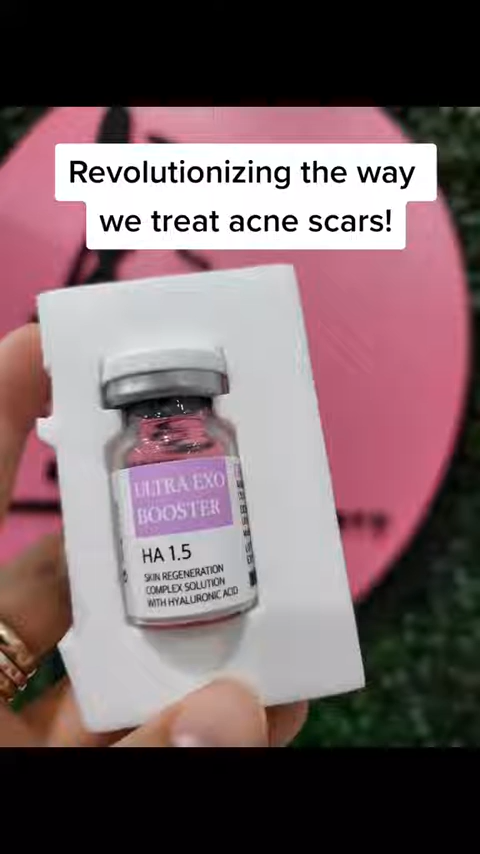 Revolutionizing the way
we treat acne scars!
ULTRA EXO
BOOSTER
HA 1.5
SKIN REGENERATION
COMPLEX SOLUTION
WITH HYALURONIC ACID